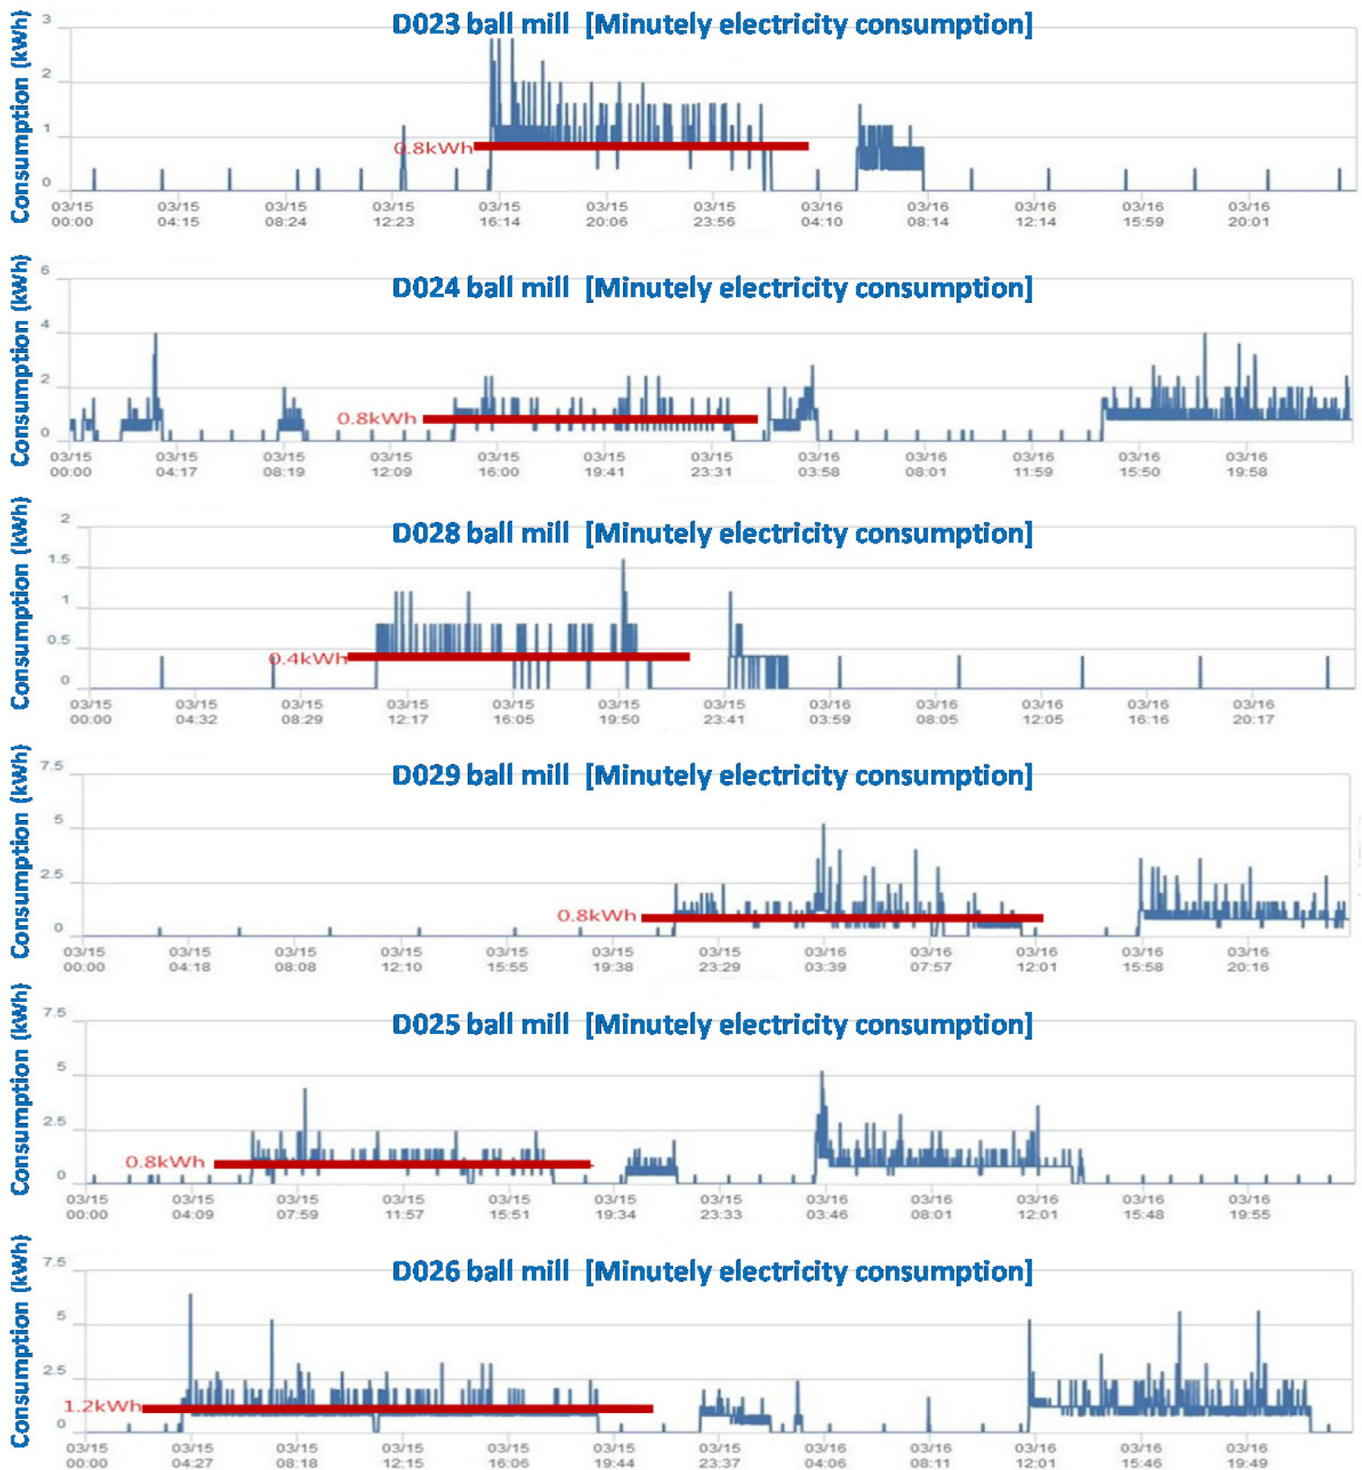 D023 ball mill [Minutely electricity consumption]
Consumption (kWh)
3
2
1
0
0.8kWh
03/15 03/15 03/15 03/15 03/15 03/15 03/15 03/16 03/16 03/16 03/16 03/16
00:00 04:15 08:24 12:23 16:14 20:06 23:56 04:10 08:14 12:14 15:59 20:01
D024 ball mill [Minutely electricity consumption]
Consumption (kWh)
6
4
2
0
0.8kWh
03/15 03/15 03/15 03/15 03/15 03/15 03/15 03/16 03/16 03/16 03/16 03/16
00:00 04:17 08:19 12:09 16:00 19:41 23:31 03:58 08:01 11:59 15:50 19:58
D028 ball mill [Minutely electricity consumption]
Consumption (kWh)
2
1.5
1
0.5
0
0.4kWh
03/15 03/15 03/15 03/15 03/15 03/15 03/15 03/16 03/16 03/16 03/16 03/16
00:00 04:32 08:29 12:17 16:05 19:50 23:41 03:59 08:05 12:05 16:16 20:17
D029 ball mill [Minutely electricity consumption]
Consumption (kWh)
7.5
5
2.5
0
0.8kWh
03/15 03/15 03/15 03/15 03/15 03/15 03/15 03/16 03/16 03/16 03/16 03/16
00:00 04:18 08:08 12:10 15:55 19:38 23:29 03:39 07:57 12:01 15:58 20:16
D025 ball mill [Minutely electricity consumption]
Consumption (kWh)
7.5
5
2.5
0
0.8kWh
03/15 03/15 03/15 03/15 03/15 03/15 03/15 03/16 03/16 03/16 03/16 03/16
00:00 04:09 07:59 11:57 15:51 19:34 23:33 03:46 08:01 12:01 15:48 19:55
D026 ball mill [Minutely electricity consumption]
Consumption (kWh)
7.5
5
2.5
0
1.2kWh
03/15 03/15 03/15 03/15 03/15 03/15 03/15 03/16 03/16 03/16 03/16 03/16
00:00 04:27 08:18 12:15 16:06 19:44 23:37 04:06 08:11 12:01 15:46 19:49